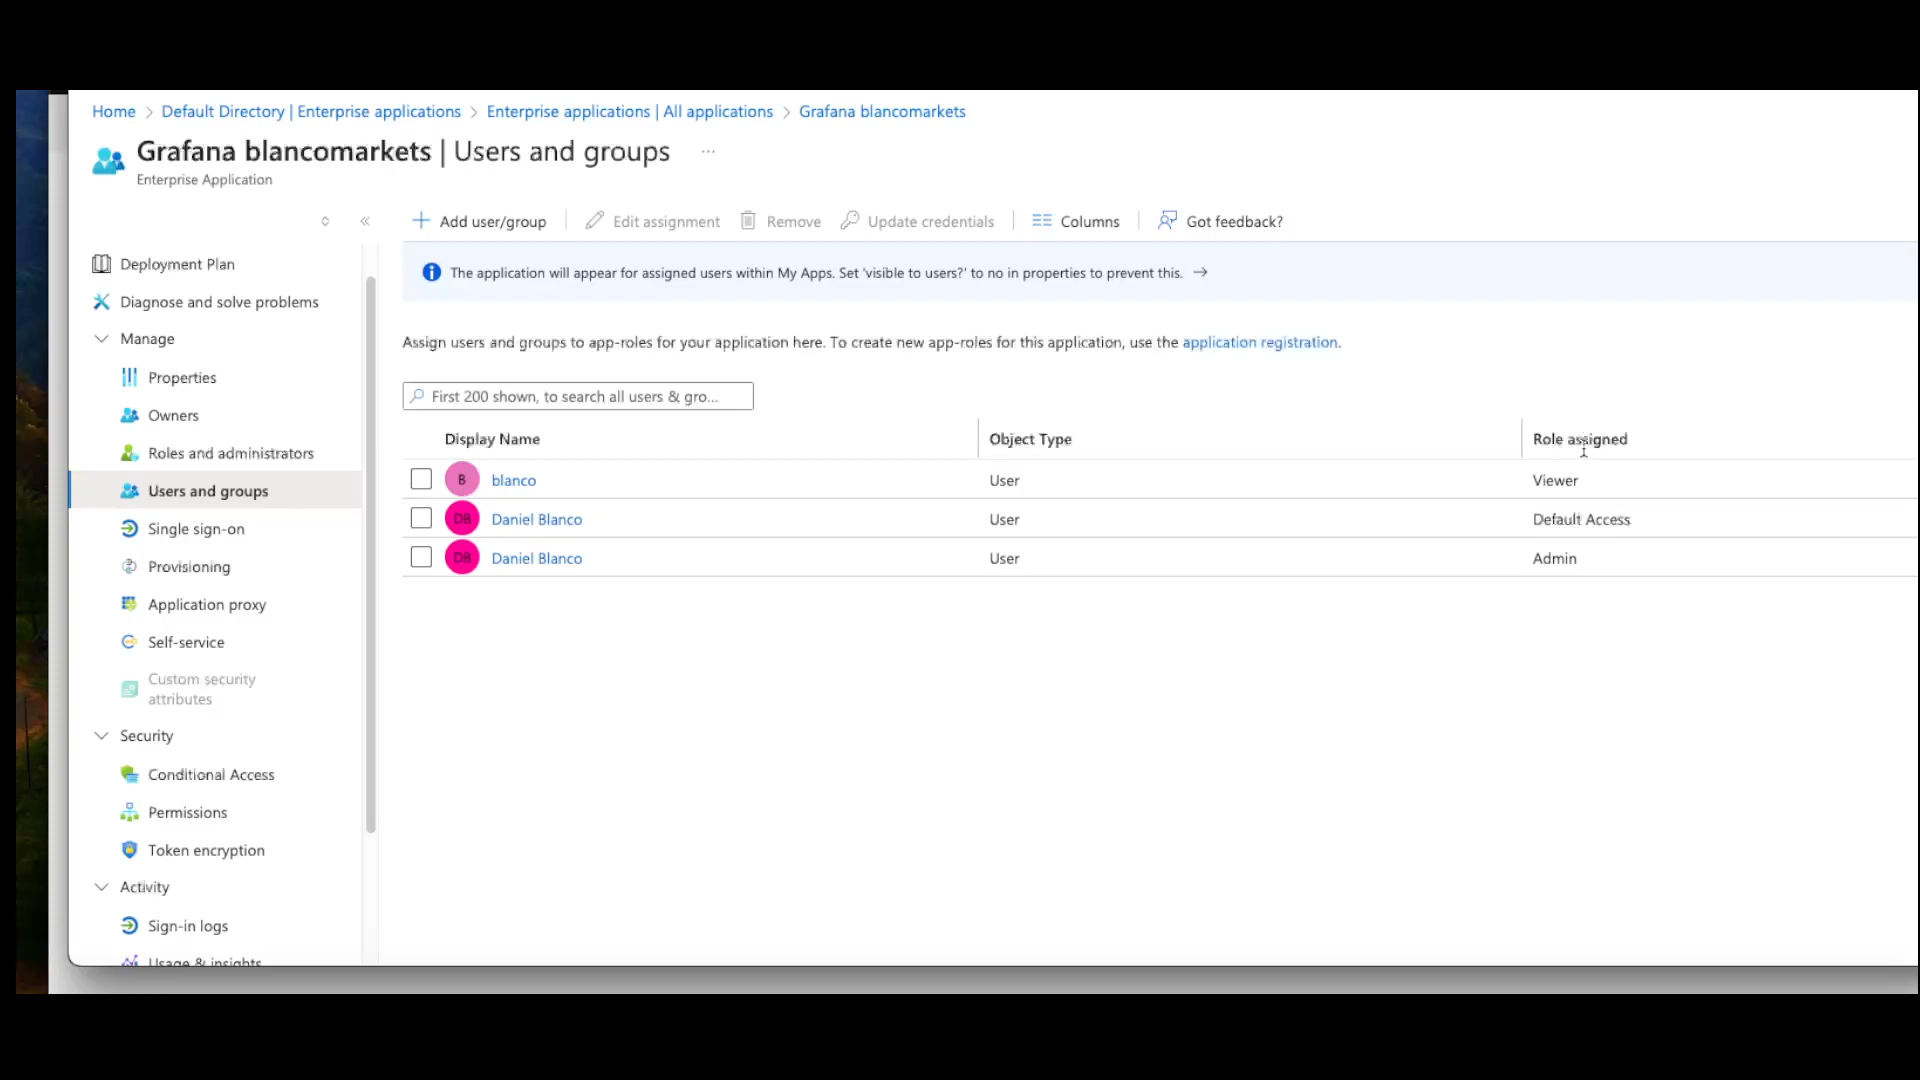 Home > Default Directory | Enterprise applications > Enterprise applications | All applications > Grafana blancomarkets
Grafana blancomarkets | Users and groups ...
Enterprise Application
Add user/group | Edit assignment Remove Update credentials | Columns | Got feedback?
The application will appear for assigned users within My Apps. Set 'visible to users?' to no in properties to prevent this. →
Assign users and groups to app-roles for your application here. To create new app-roles for this application, use the application registration.
First 200 shown, to search all users & gro...
Display Name Object Type Role assigned
B blanco User Viewer
DB Daniel Blanco User Default Access
DB Daniel Blanco User Admin
Deployment Plan
Diagnose and solve problems
Manage
Properties
Owners
Roles and administrators
Users and groups
Single sign-on
Provisioning
Application proxy
Self-service
Custom security
attributes
Security
Conditional Access
Permissions
Token encryption
Activity
Sign-in logs
Usage & insights